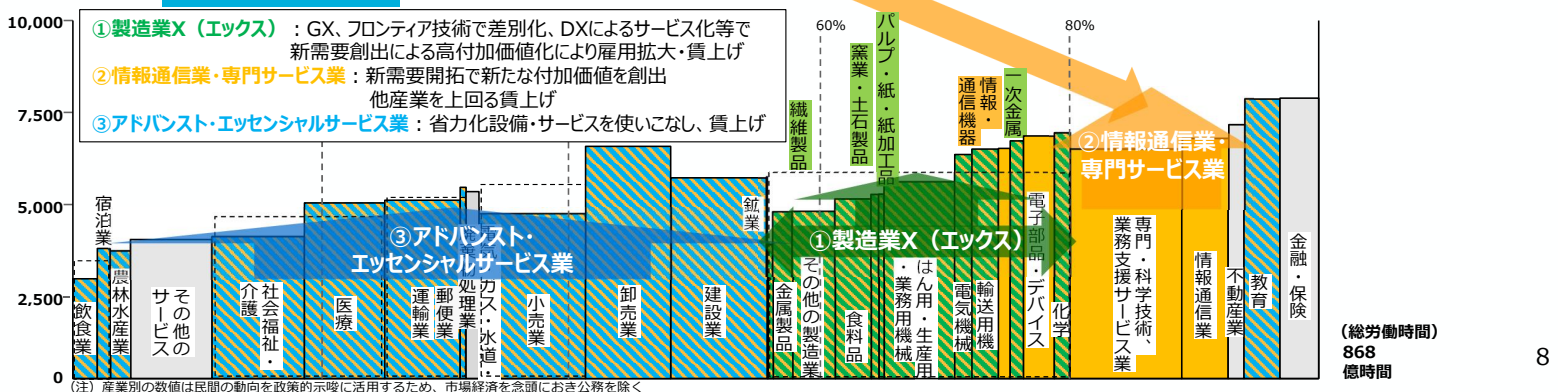 10,000
7,500
5,000
2,500
0
①製造業X（エックス）：GX、フロンティア技術で差別化、DXによるサービス化等で
新需要創出による高付加価値化により雇用拡大・賃上げ
②情報通信業・専門サービス業：新需要開拓で新たな付加価値を創出
他産業を上回る賃上げ
③アドバンスト・エッセンシャルサービス業：省力化設備・サービスを使いこなし、賃上げ
60%
80%
飲食業
宿泊業
農林水産業
その他の
サービス
社会福祉・
介護
医療
運輸業
郵便業
ガス・水道・
小売業
卸売業
建設業
鉱業
③アドバンスト・
エッセンシャルサービス業
金属製品
繊維製品
その他の製造業
食料品
窯業・土石製品
パルプ・紙・紙加工品
はん用・生産用
・業務用機械
電気機械
情報・
通信機器
輸送用機
一次金属
電子部品・デバイス
化学
①製造業X（エックス）
②情報通信業・
専門サービス業
専門・科学技術、
業務支援サービス業
情報通信業
不動産業
教育
金融・保険
（総労働時間）
868
億時間
（注）産業別の数値は民間の動向を政策的示唆に活用するため、市場経済を念頭におき公務を除く
8